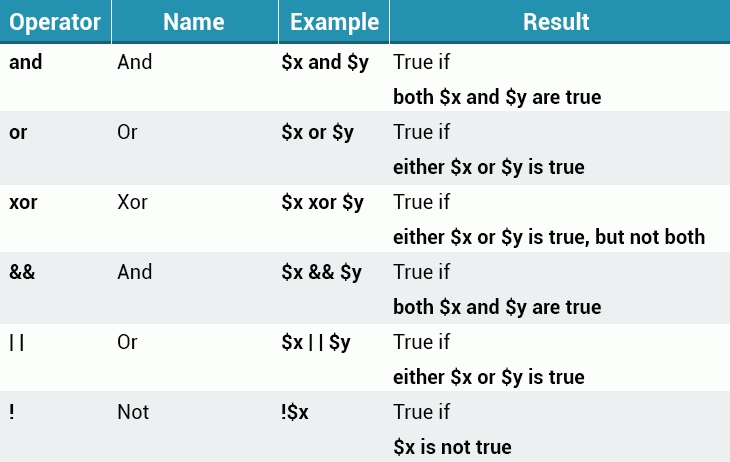 Operator Name Example Result
and And $x and $y True if
both $x and $y are true
or Or $x or $y True if
either $x or $y is true
xor Xor $x xor $y True if
either $x or $y is true, but not both
&& And $x && $y True if
both $x and $y are true
| | Or $x | | $y True if
either $x or $y is true
! Not !$x True if
$x is not true